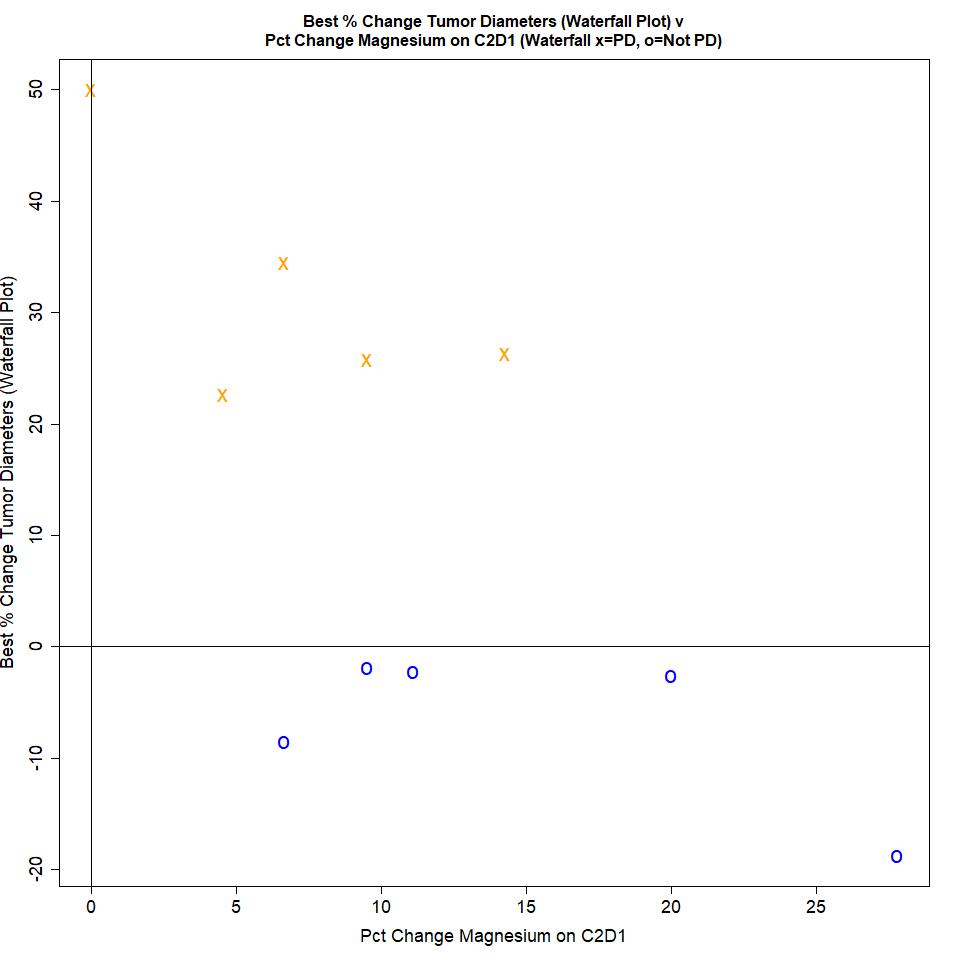 Best % Change Tumor Diameters (Waterfall Plot) v
Pct Change Magnesium on C2D1 (Waterfall x=PD, o=Not PD)
Best % Change Tumor Diameters (Waterfall Plot)
50
40
30
20
10
0
-10
-20
X
X
X
X
X
O
O
O
O
O
0 5 10 15 20 25
Pct Change Magnesium on C2D1